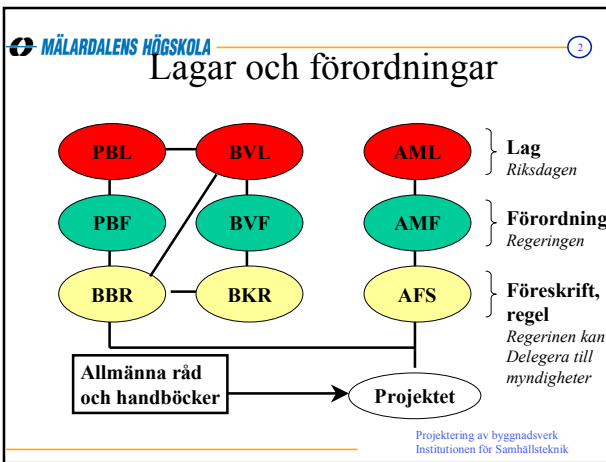 MÄLARDALENS HÖGSKOLA
2
Lagar och förordningar
PBL BVL AML Lag
Riksdagen
PBF BVF AMF Förordning
Regeringen
BBR BKR AFS Föreskrift,
regel
Regerinen kan
Delegera till
myndigheter
Allmänna råd
och handböcker
Projektet
Projektering av byggnadsverk
Institutionen för Samhällsteknik